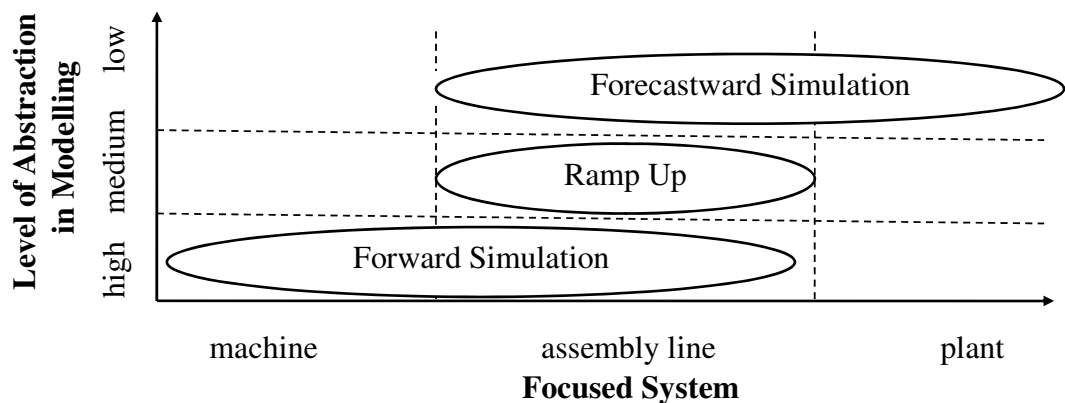 Level of Abstraction
in Modelling
low
medium
high
Forecastward Simulation
Ramp Up
Forward Simulation
machine
assembly line
plant
Focused System